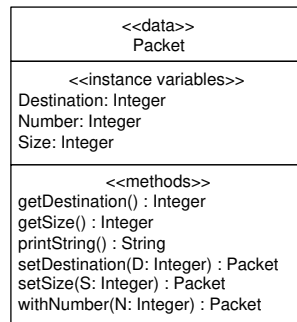 <<data>>
Packet
<<instance variables>>
Destination: Integer
Number: Integer
Size: Integer
<<methods>>
getDestination() : Integer
getSize() : Integer
printString() : String
setDestination(D: Integer) : Packet
setSize(S: Integer) : Packet
withNumber(N: Integer) : Packet